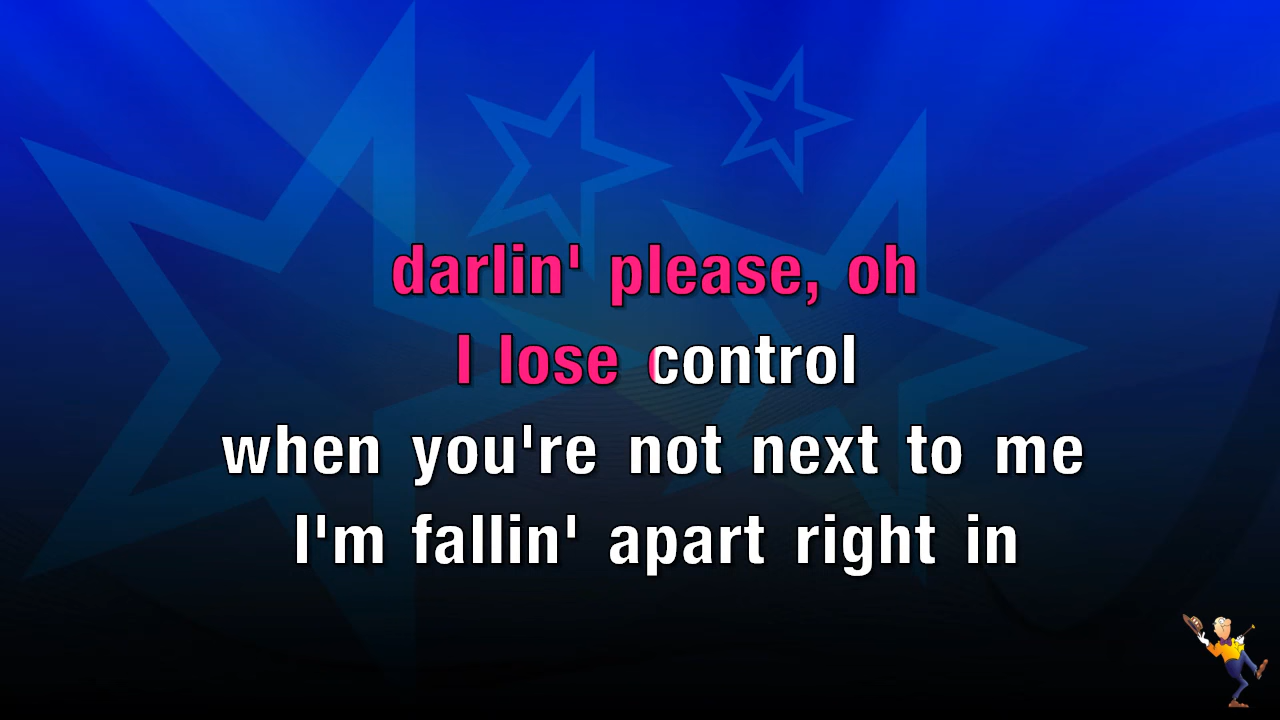 darlin' please, oh
I lose control
when you're not next to me
I'm fallin' apart right in